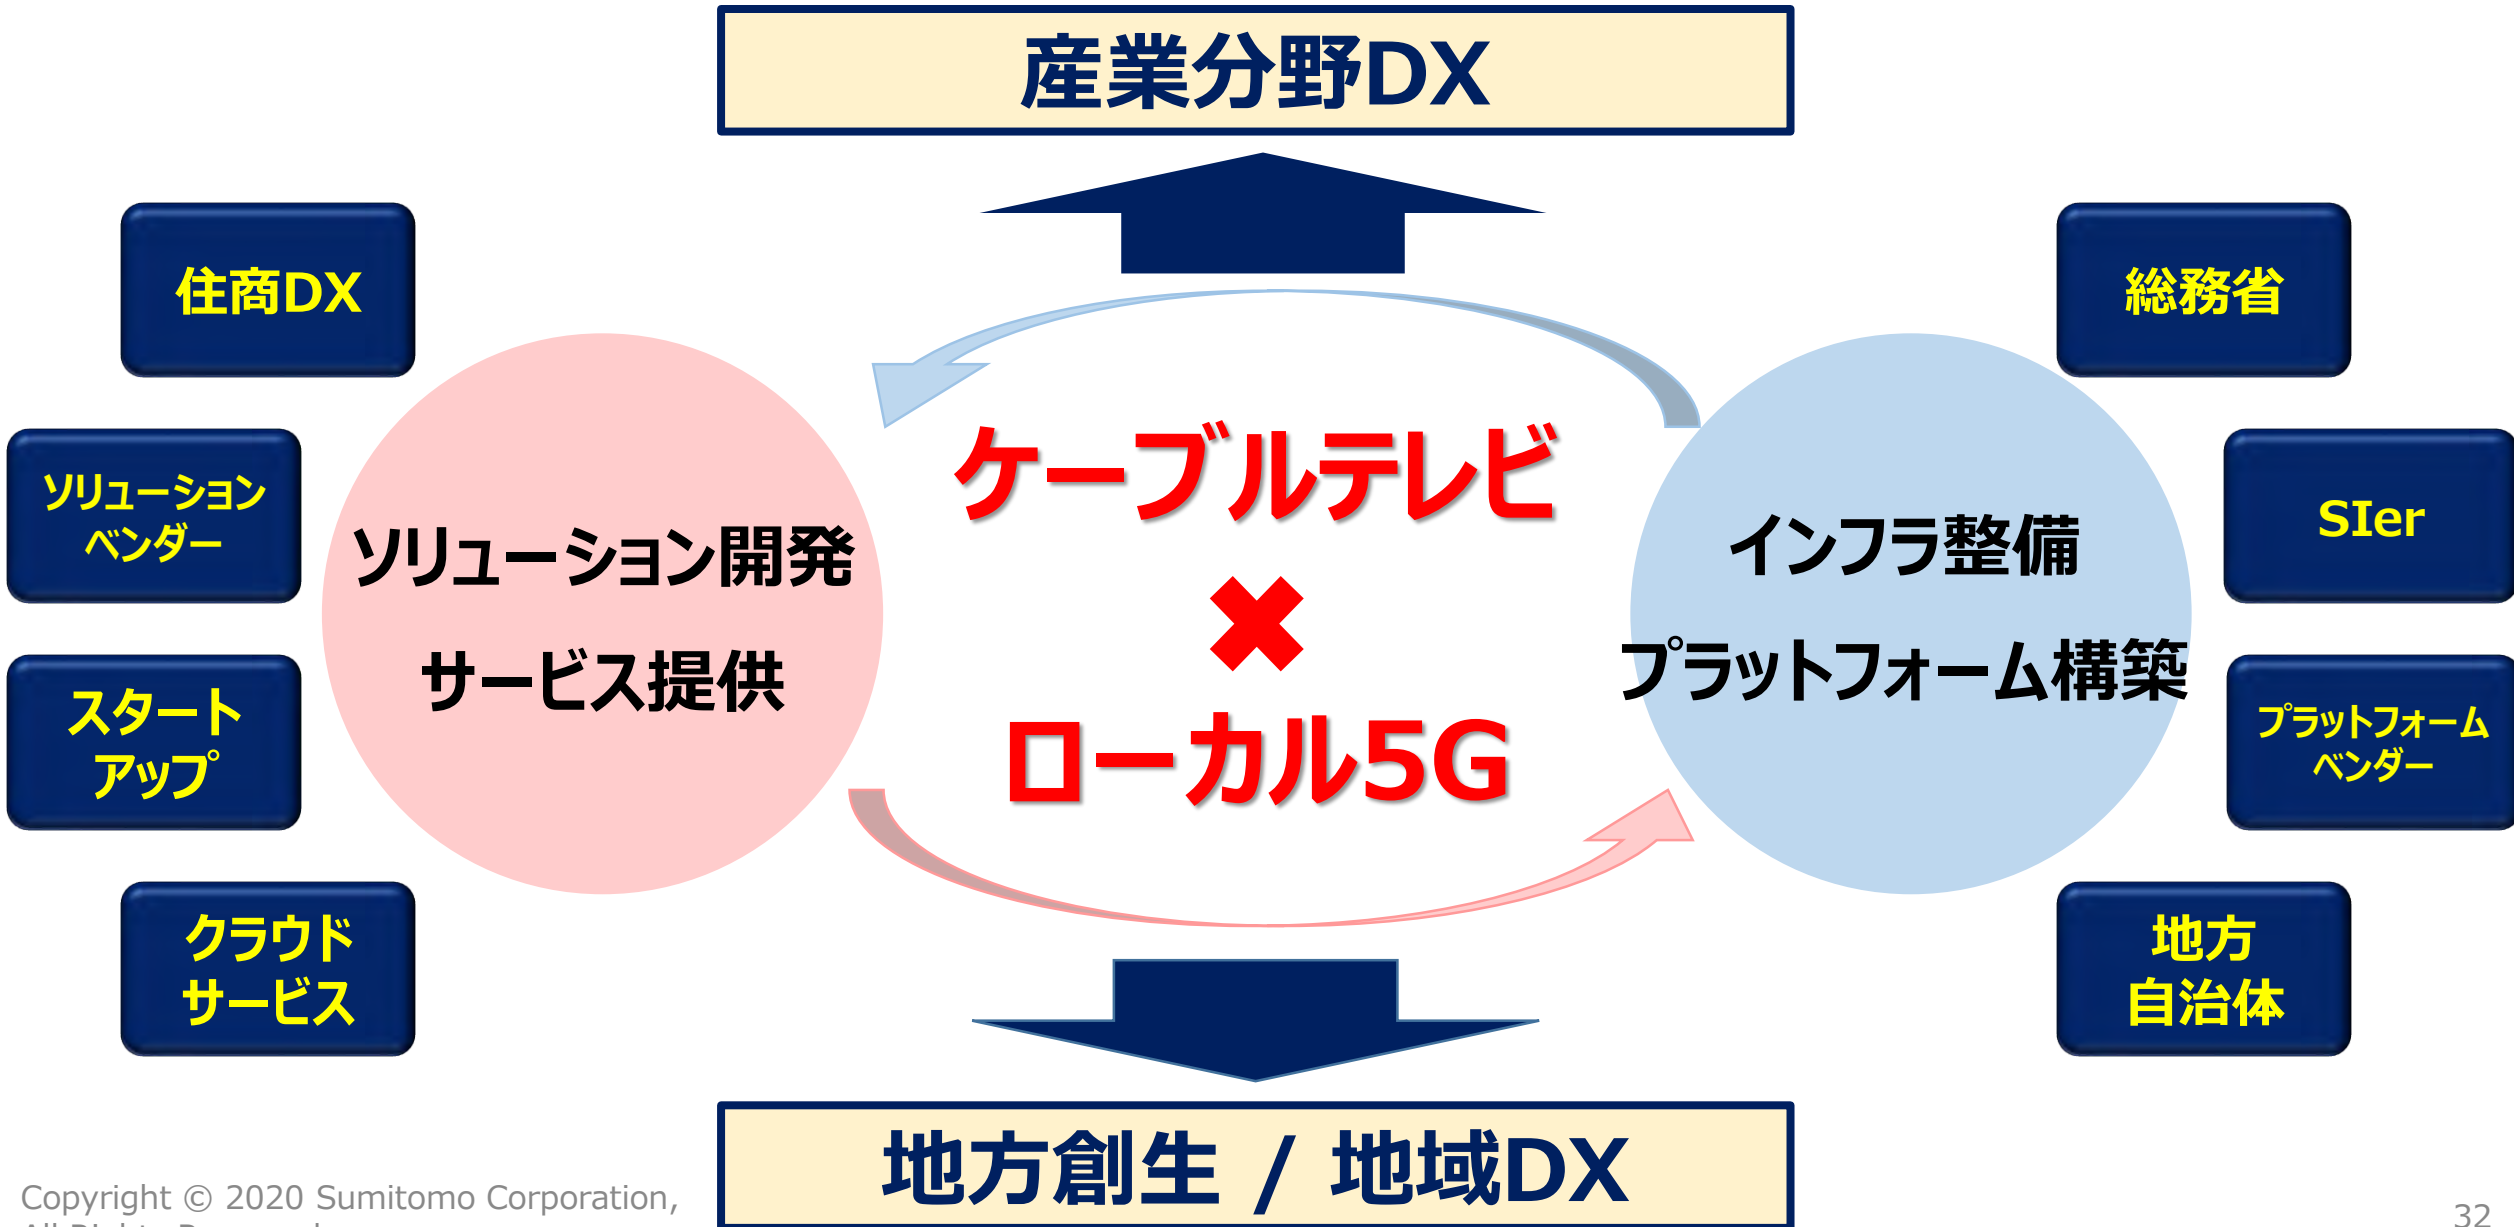 産業分野DX
住商DX
総務省
ソリューション
ベンダー
スタート
アップ
クラウド
サービス
ソリューション開発
サービス提供
ケーブルテレビ
✖
ローカル5G
インフラ整備
プラットフォーム構築
SIer
プラットフォーム
ベンダー
地方
自治体
地方創生 / 地域DX
Copyright © 2020 Sumitomo Corporation,
32